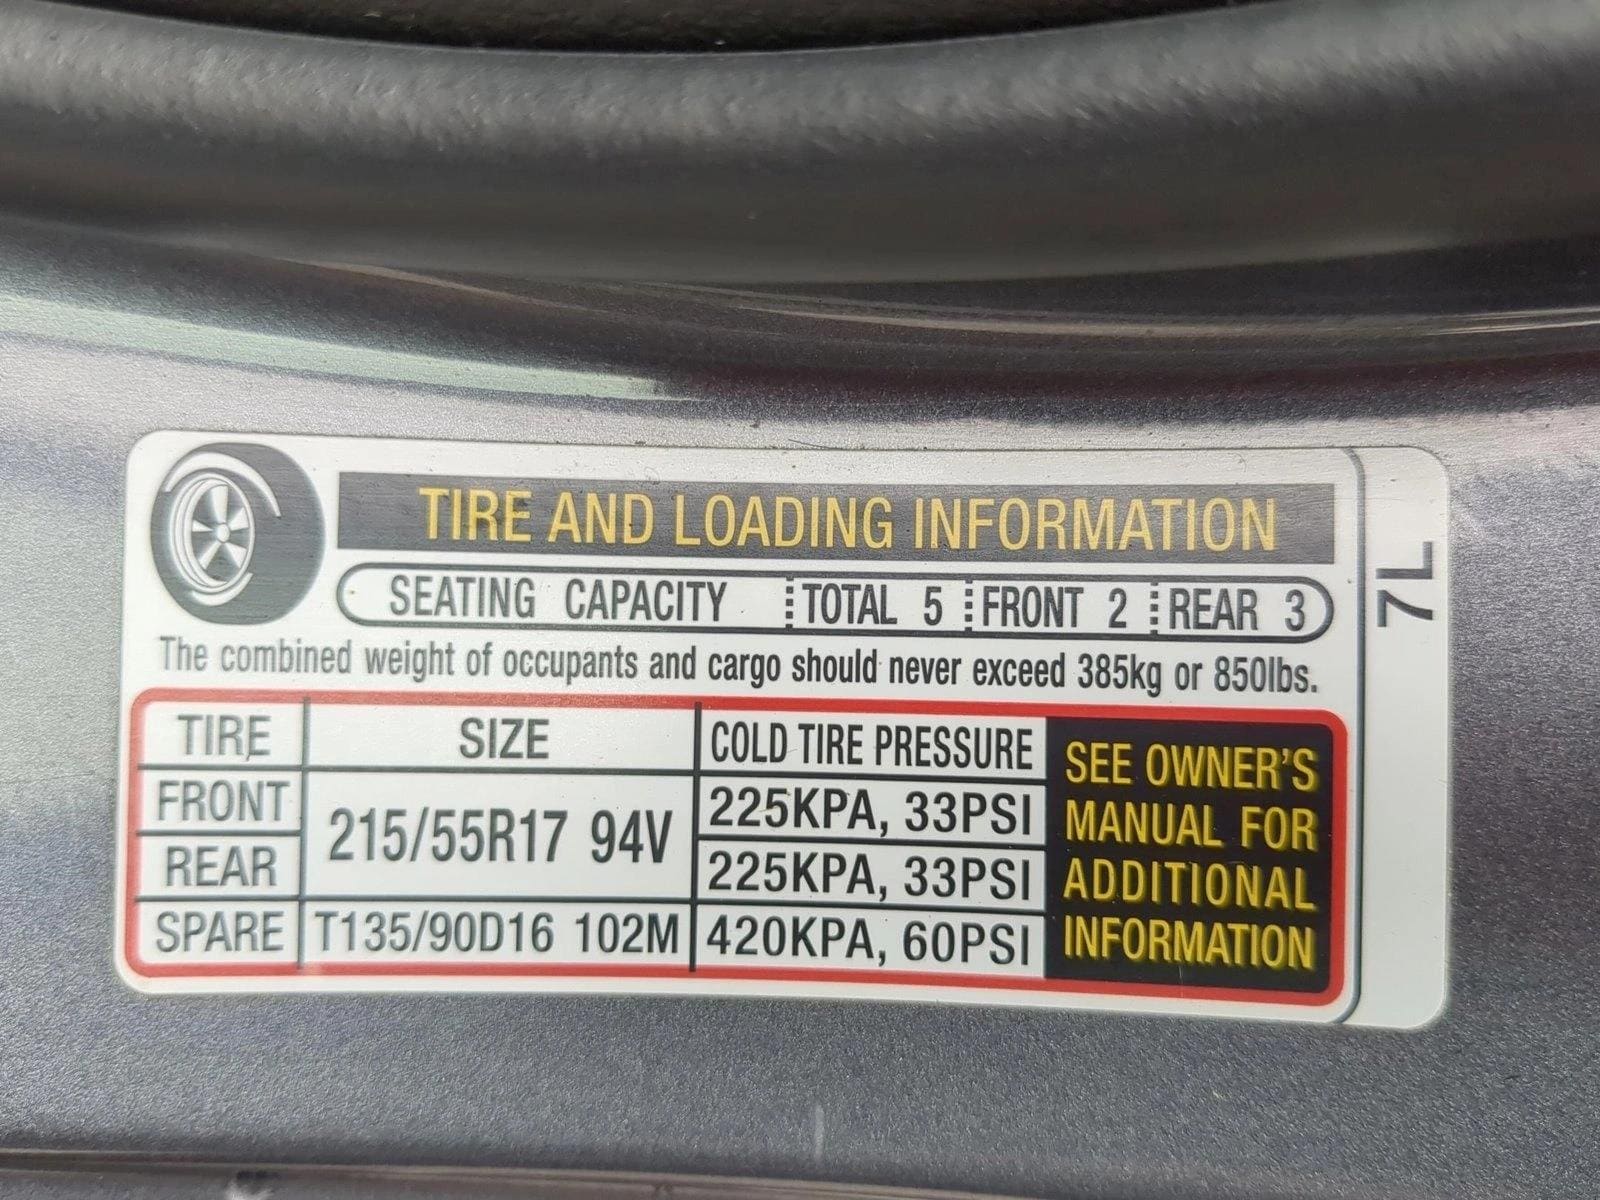 TIRE AND LOADING INFORMATION
SEATING CAPACITY TOTAL 5 FRONT 2 REAR 3
The combined weight of occupants and cargo should never exceed 385kg or 850lbs.
TIRE SIZE COLD TIRE PRESSURE
FRONT 215/55R17 94V 225KPA, 33PSI
REAR 225KPA, 33PSI
SPARE T135/90D16 102M 420KPA, 60PSI
SEE OWNER'S
MANUAL FOR
ADDITIONAL
INFORMATION
7L